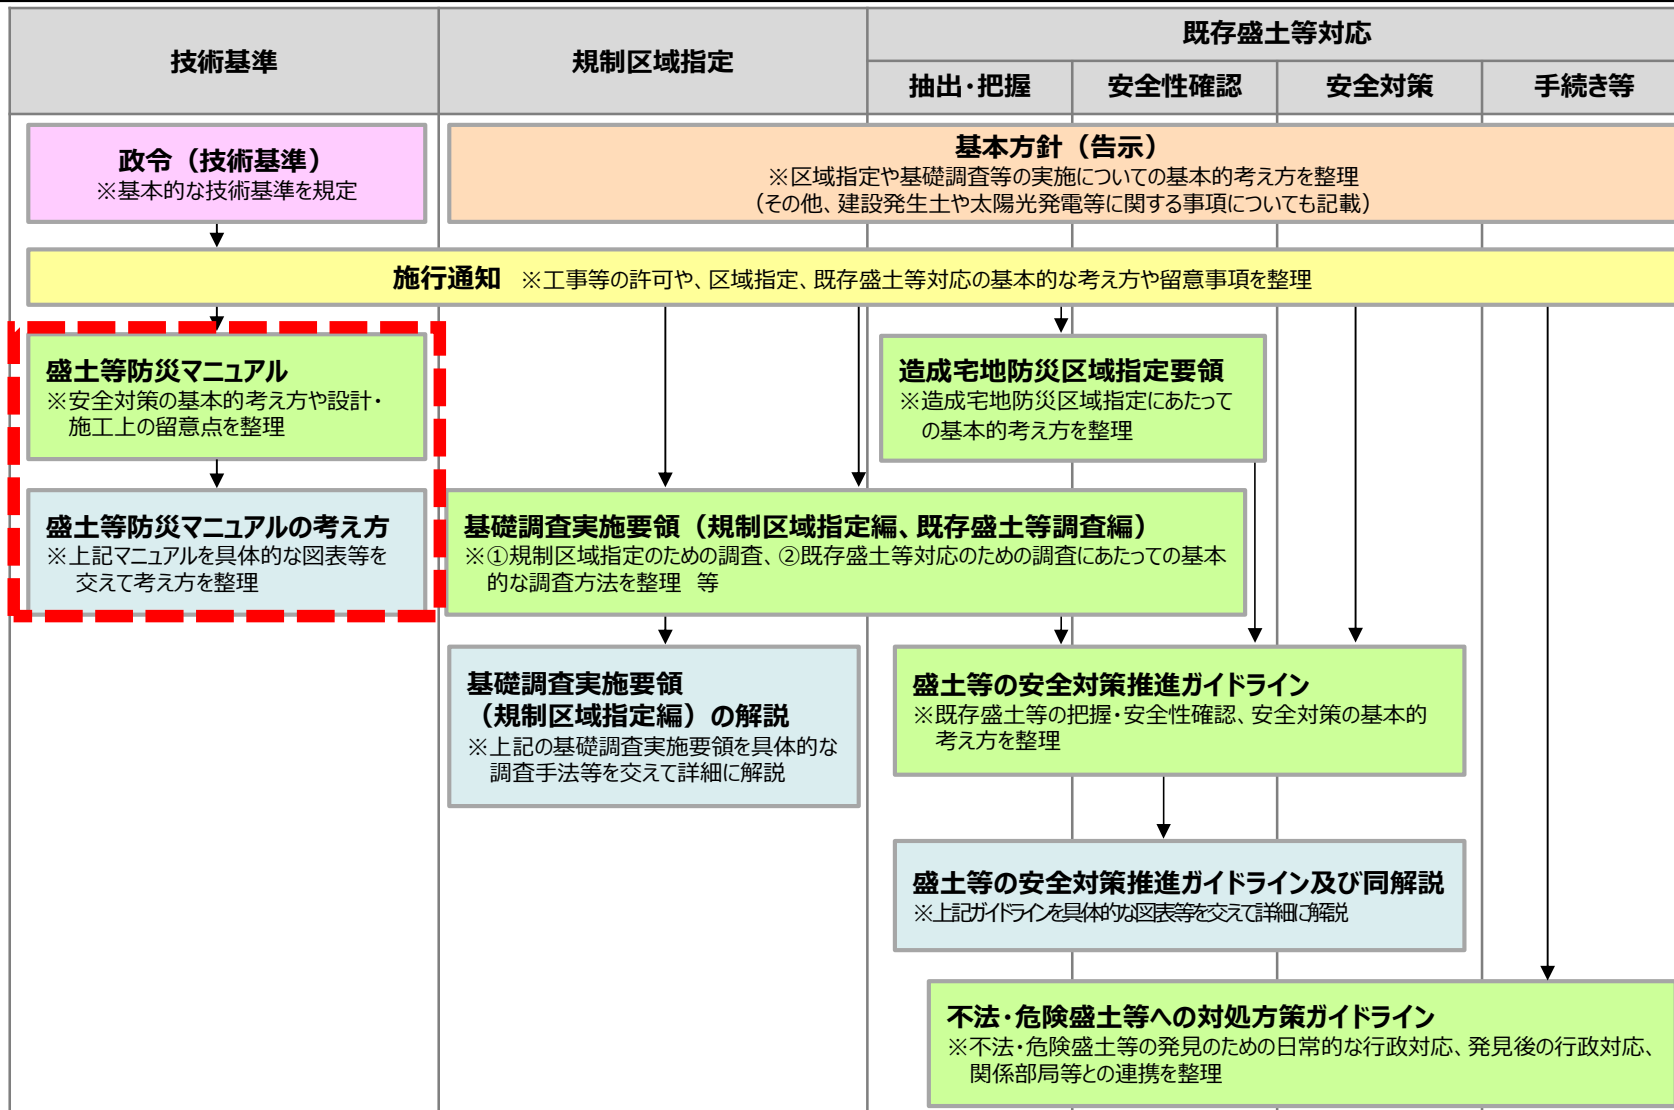 技術基準
規制区域指定
既存盛土等対応
抽出・把握
安全性確認
安全対策
手続き等
政令（技術基準）
※基本的な技術基準を規定
基本方針（告示）
※区域指定や基礎調査等の実施についての基本的考え方を整理
（その他、建設発生土や太陽光発電等に関する事項についても記載）
施行通知 ※工事等の許可や、区域指定、既存盛土等対応の基本的な考え方や留意事項を整理
盛土等防災マニュアル
※安全対策の基本的考え方や設計・
施工上の留意点を整理
造成宅地防災区域指定要領
※造成宅地防災区域指定にあたって
の基本的考え方を整理
盛土等防災マニュアルの考え方
※上記マニュアルを具体的な図表等を
交えて考え方を整理
基礎調査実施要領（規制区域指定編、既存盛土等調査編）
※①規制区域指定のための調査、②既存盛土等対応のための調査にあたっての基本
的な調査方法を整理 等
基礎調査実施要領
（規制区域指定編）の解説
※上記の基礎調査実施要領を具体的な
調査手法等を交えて詳細に解説
盛土等の安全対策推進ガイドライン
※既存盛土等の把握・安全性確認、安全対策の基本的
考え方を整理
盛土等の安全対策推進ガイドライン及び同解説
※上記ガイドラインを具体的な図表等を交えて詳細に解説
不法・危険盛土等への対処方策ガイドライン
※不法・危険盛土等の発見のための日常的な行政対応、発見後の行政対応、
関係部局等との連携を整理